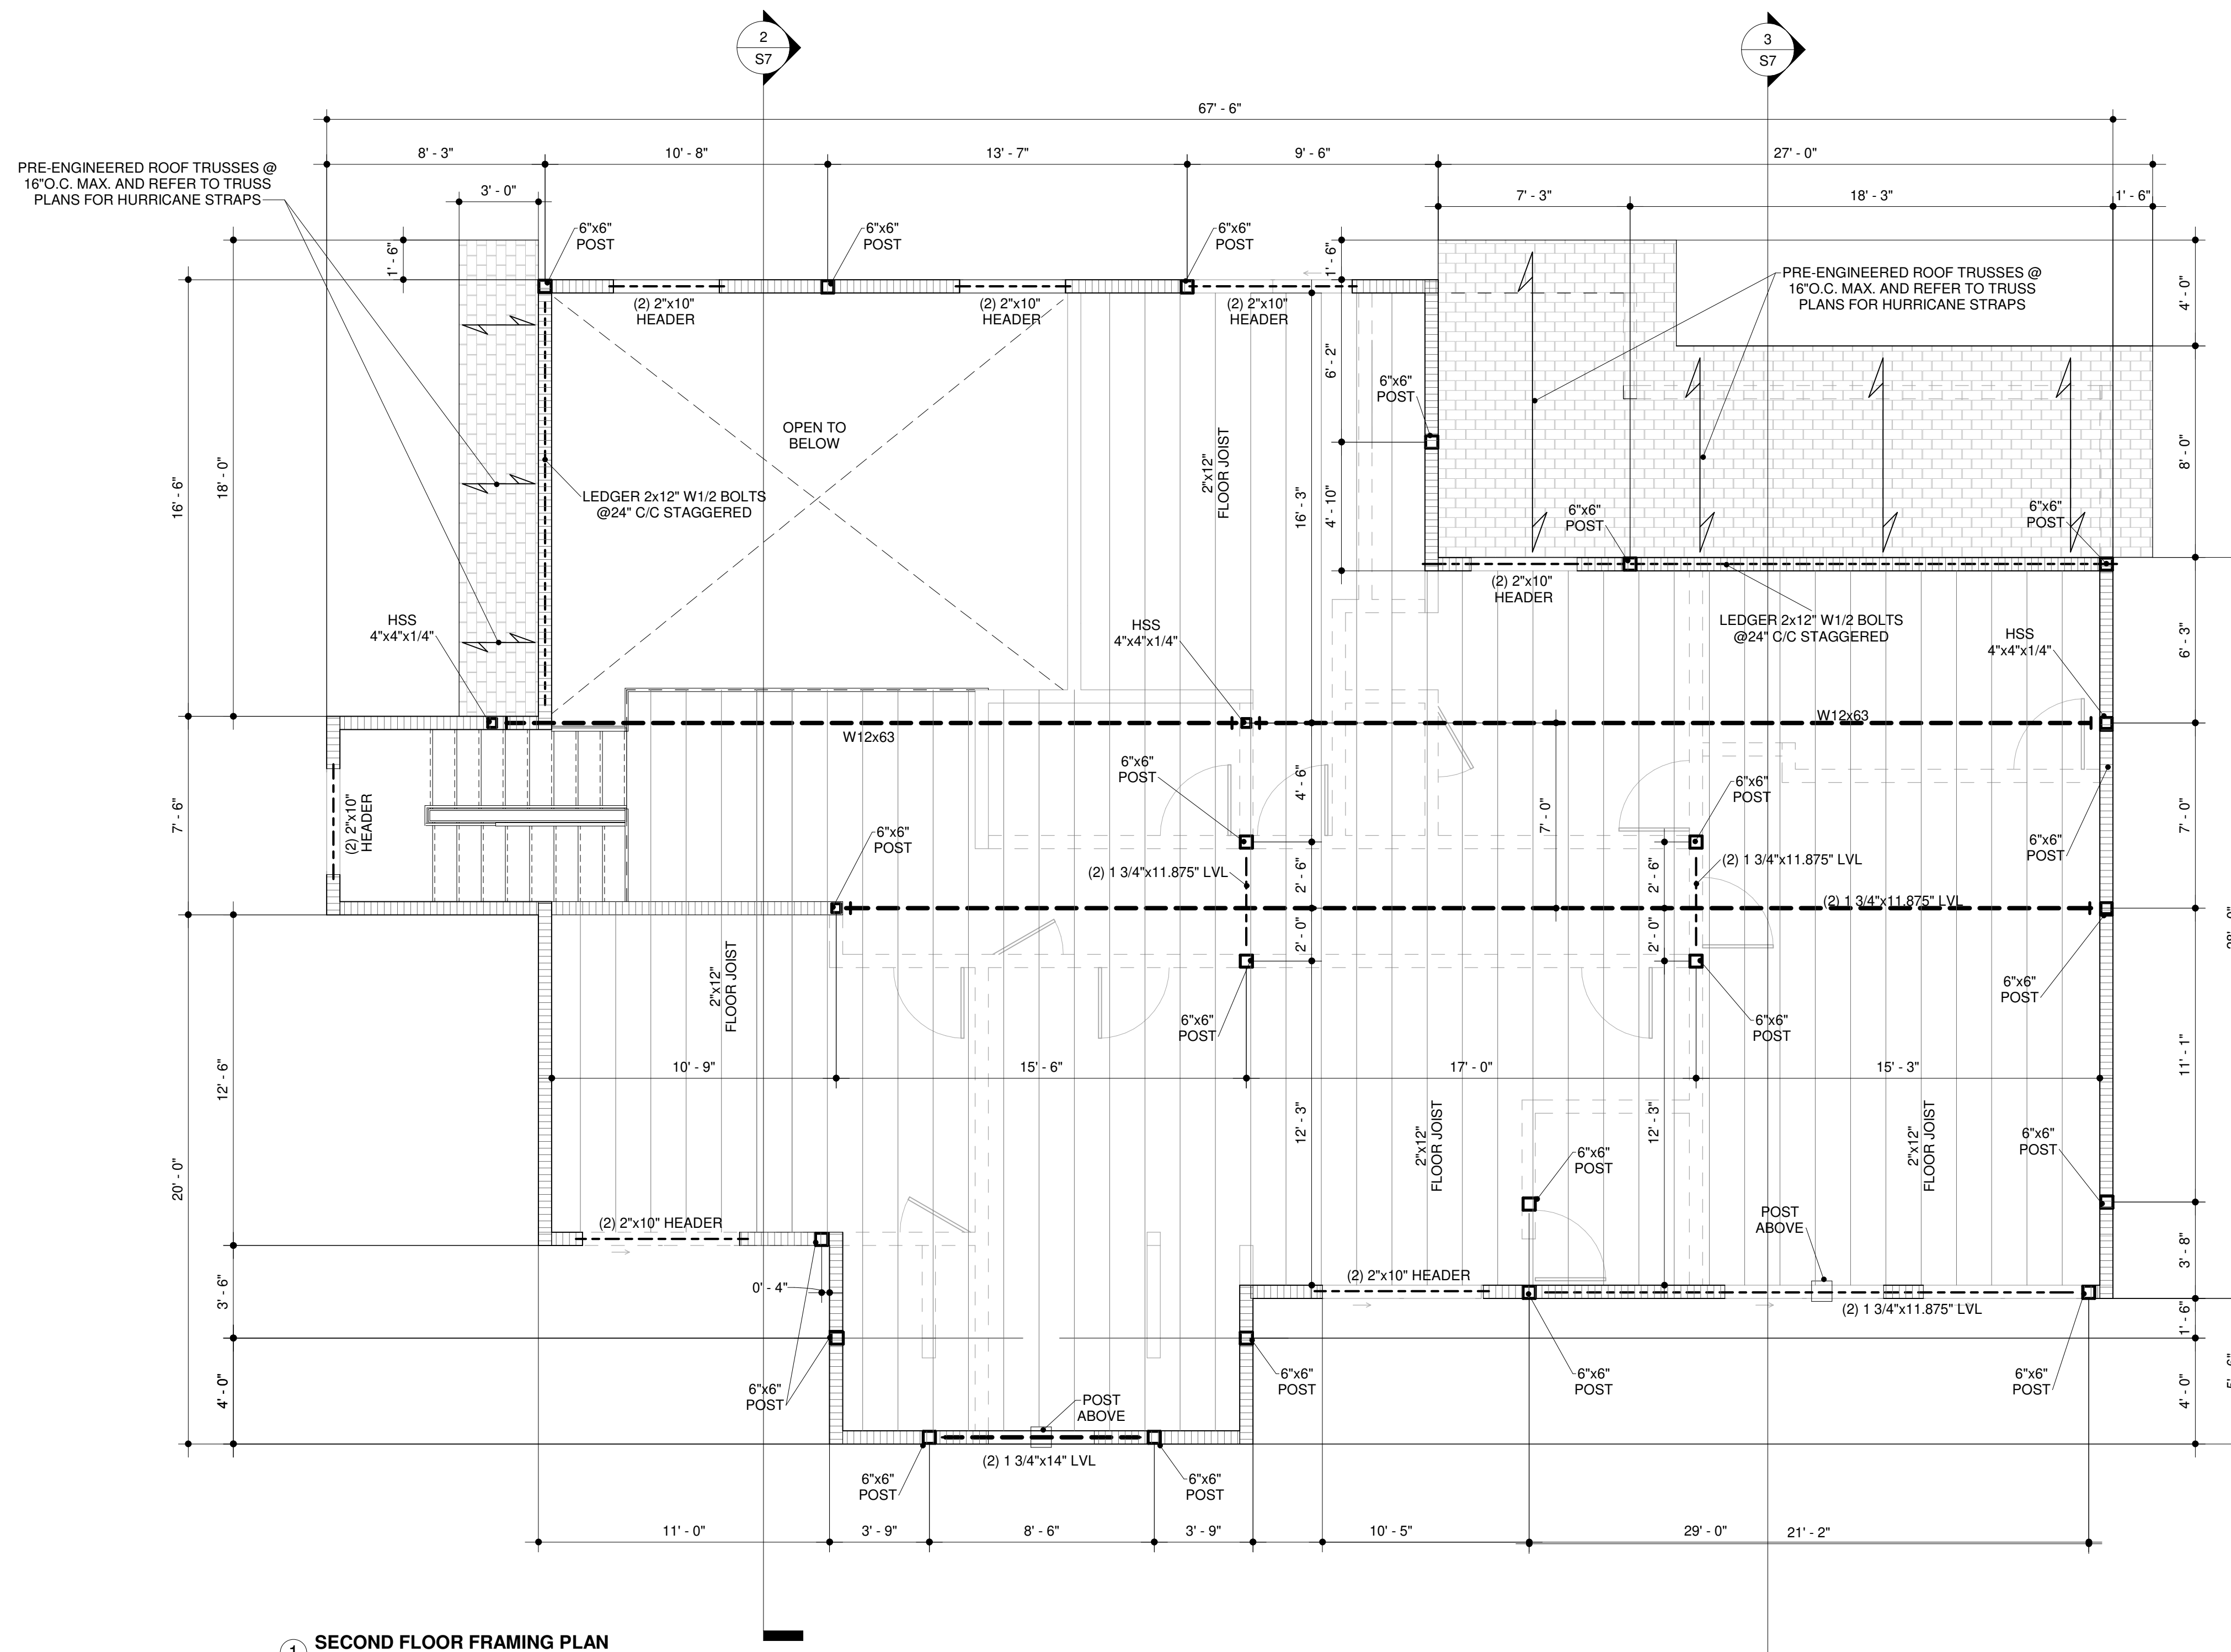 2
S7
3
S7
67' - 6"
8' - 3"
10' - 8"
13' - 7"
9' - 6"
27' - 0"
PRE-ENGINEERED ROOF TRUSSES @
16"O.C. MAX. AND REFER TO TRUSS
PLANS FOR HURRICANE STRAPS
3' - 0"
7' - 3"
18' - 3"
1' - 6"
1' - 6"
6"x6"
POST
6"x6"
POST
6"x6"
POST
1' - 6"
PRE-ENGINEERED ROOF TRUSSES @
16"O.C. MAX. AND REFER TO TRUSS
PLANS FOR HURRICANE STRAPS
4' - 0"
(2) 2"x10"
HEADER
(2) 2"x10"
HEADER
(2) 2"x10"
HEADER
6' - 2"
6"x6"
POST
OPEN TO
BELOW
2"x12"
FLOOR JOIST
8' - 0"
16' - 6"
18' - 0"
LEDGER 2x12" W1/2 BOLTS
@24" C/C STAGGERED
16' - 3"
4' - 10"
6"x6"
POST
6"x6"
POST
(2) 2"x10"
HEADER
HSS
4"x4"x1/4"
HSS
4"x4"x1/4"
LEDGER 2x12" W1/2 BOLTS
@24" C/C STAGGERED
HSS
4"x4"x1/4"
6' - 3"
W12x63
W12x63
6"x6"
POST
4' - 6"
6"x6"
POST
7' - 6"
(2) 2"x10"
HEADER
6"x6"
POST
7' - 0"
6"x6"
POST
7' - 0"
(2) 1 3/4"x11.875" LVL
2' - 6"
2' - 6"
(2) 1 3/4"x11.875" LVL
(2) 1 3/4"x11.875" LVL
2' - 0"
2' - 0"
2"x12"
FLOOR JOIST
6"x6"
POST
6"x6"
POST
6"x6"
POST
11' - 1"
12' - 6"
10' - 9"
15' - 6"
17' - 0"
15' - 3"
20' - 0"
12' - 3"
2"x12"
FLOOR JOIST
12' - 3"
2"x12"
FLOOR JOIST
6"x6"
POST
6"x6"
POST
(2) 2"x10" HEADER
POST
ABOVE
3' - 8"
3' - 6"
0' - 4"
(2) 2"x10" HEADER
(2) 1 3/4"x11.875" LVL
1' - 6"
4' - 0"
6"x6"
POST
POST
ABOVE
6"x6"
POST
6"x6"
POST
6"x6"
POST
4' - 0"
(2) 1 3/4"x14" LVL
6"x6"
POST
6"x6"
POST
11' - 0"
3' - 9"
8' - 6"
3' - 9"
10' - 5"
29' - 0"
21' - 2"
1
SECOND FLOOR FRAMING PLAN